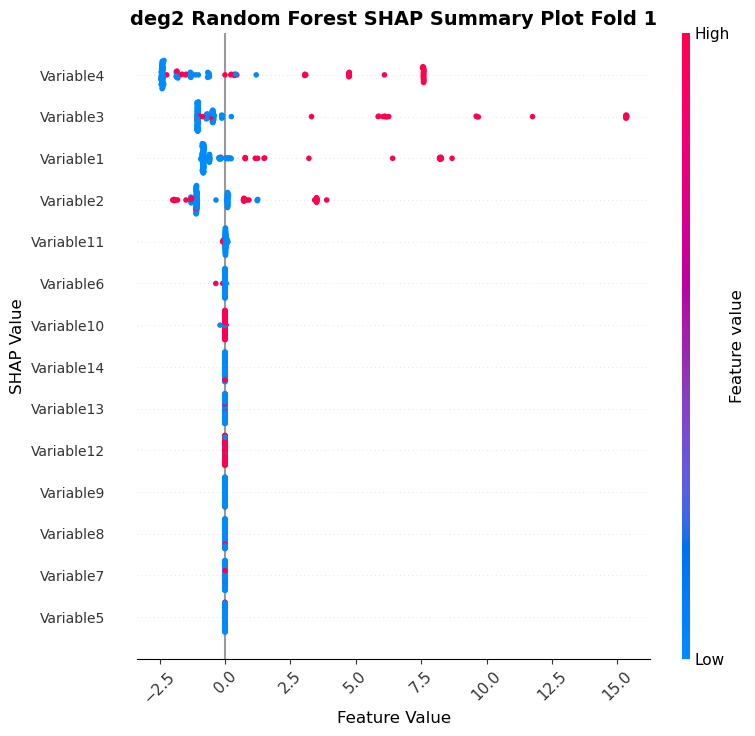 deg2 Random Forest SHAP Summary Plot Fold 1
High
Variable4
Variable3
Variable1
Variable2
Variable11
Variable6
Variable10
Variable14
Variable13
Variable12
Variable9
Variable8
Variable7
Variable5
SHAP Value
Feature value
Low
−2.5
0.0
2.5
5.0
7.5
10.0
12.5
15.0
Feature Value